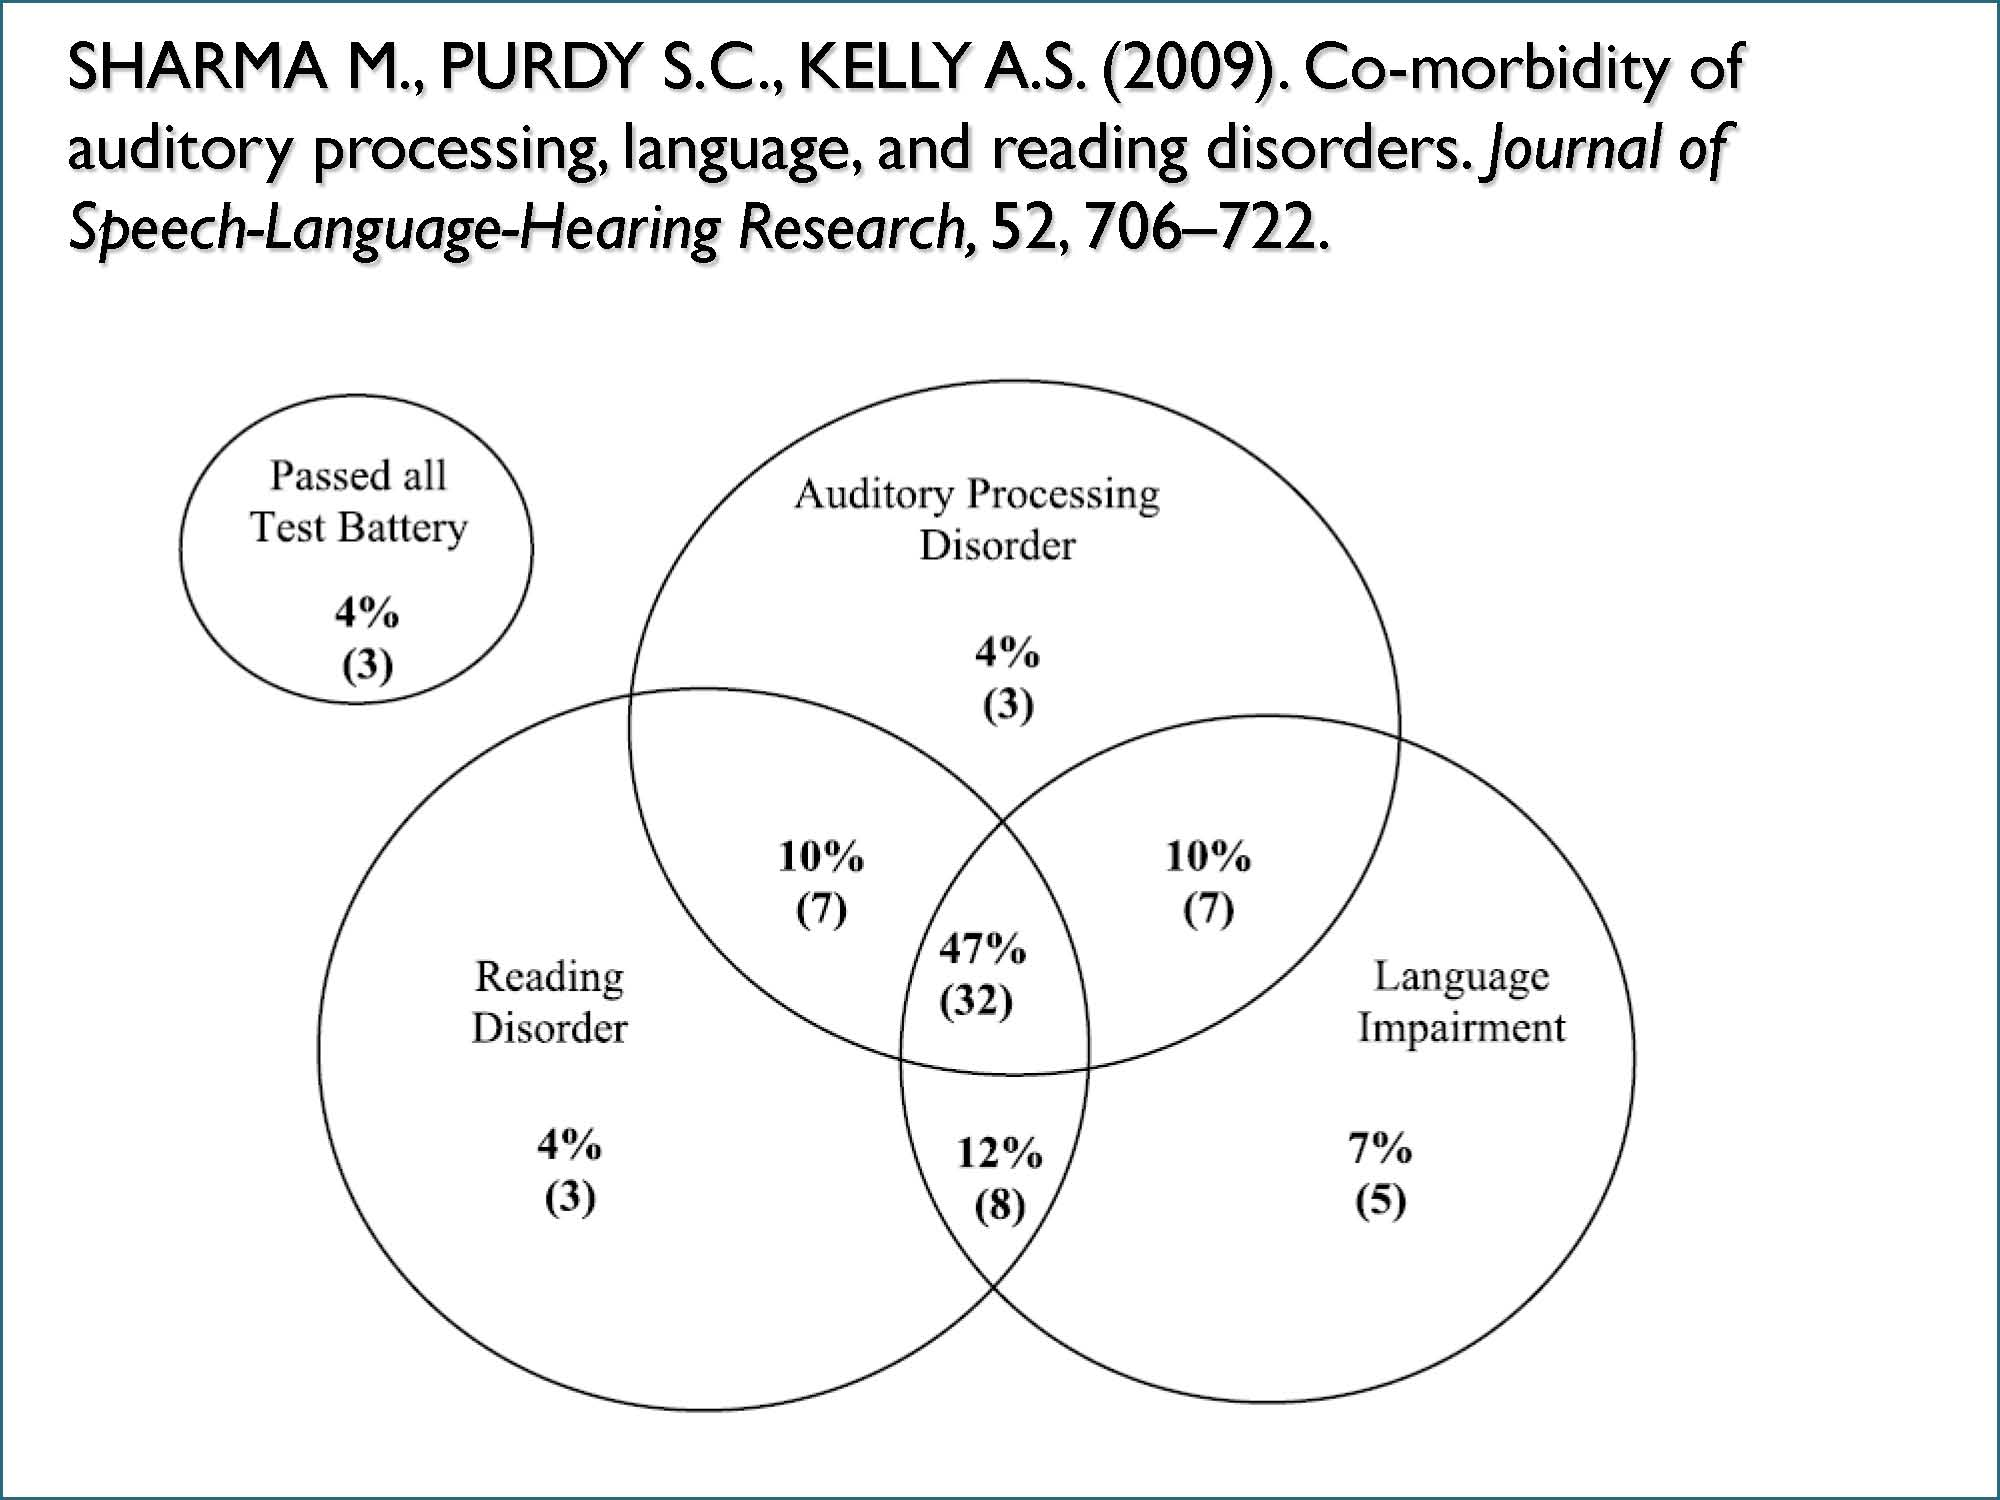 SHARMA M., PURDY S.C., KELLY A.S. (2009). Co-morbidity of
auditory processing, language, and reading disorders. Journal of
Speech-Language-Hearing Research, 52, 706–722.
Passed all
Test Battery
4%
(3)
Auditory Processing
Disorder
4%
(3)
10%
(7)
10%
(7)
47%
(32)
Reading
Disorder
4%
(3)
Language
Impairment
7%
(5)
12%
(8)